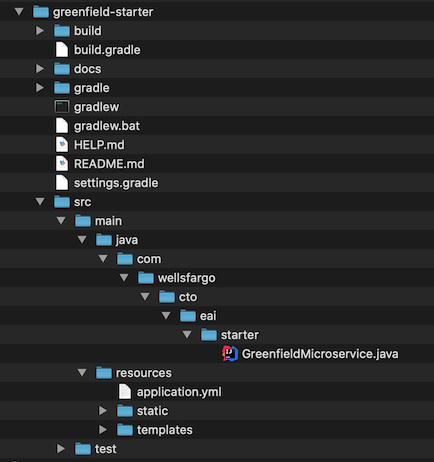 greenfield-starter
build
build.gradle
docs
gradle
gradlew
gradlew.bat
HELP.md
README.md
settings.gradle
src
main
java
com
wellsfargo
cto
eai
starter
GreenfieldMicroservice.java
resources
application.yml
static
templates
test